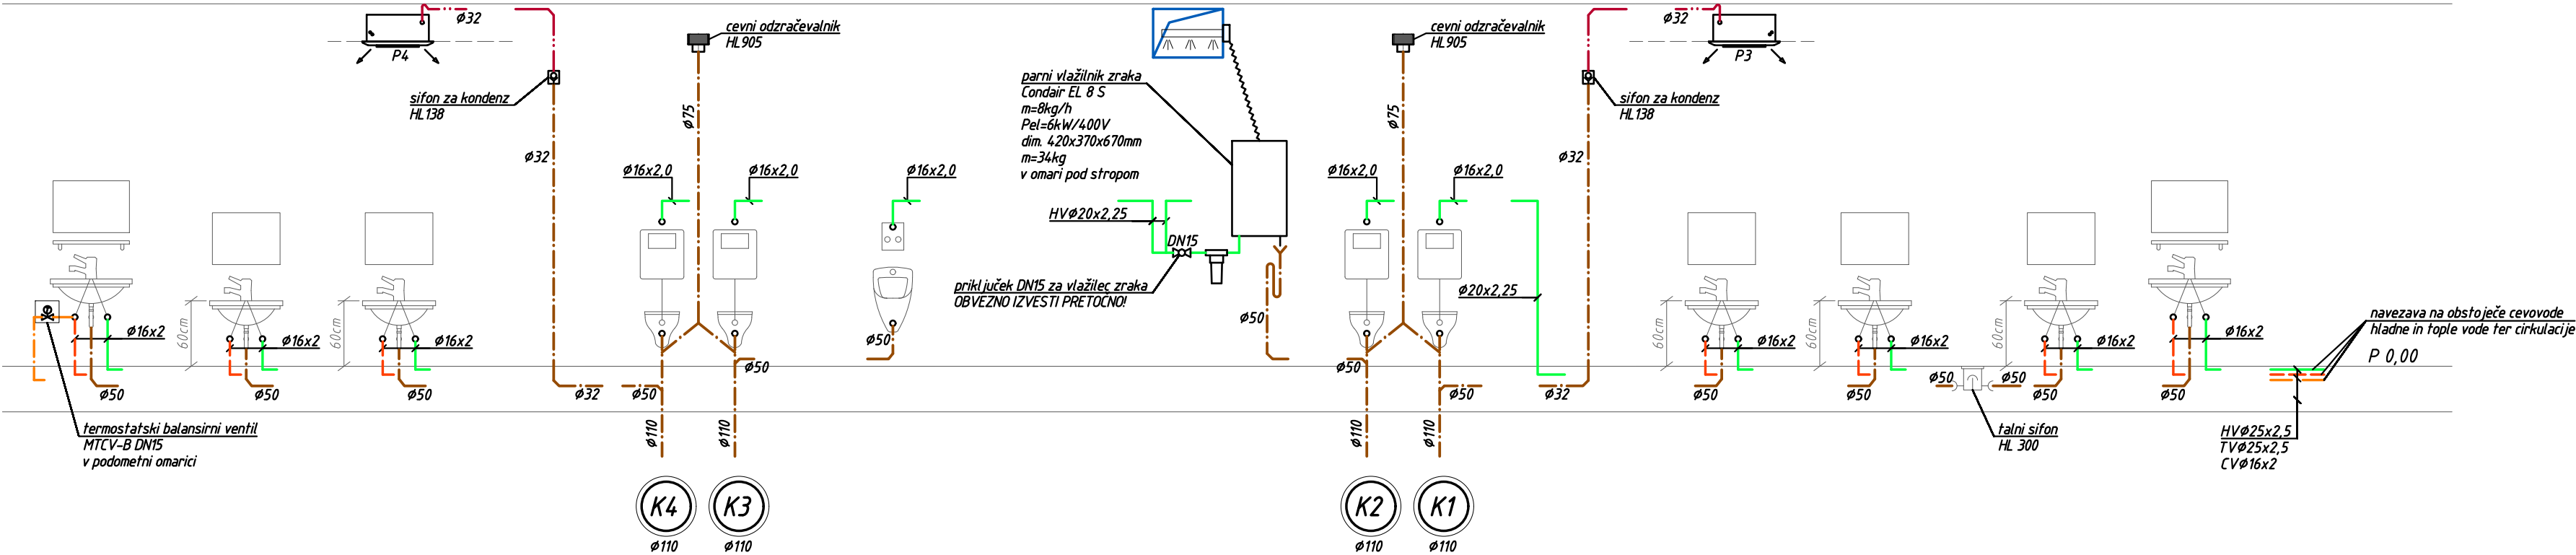 Ø32
P4
cevni odzračevalnik
HL905
sifon za kondenz
HL138
Ø75
Ø32
parni vlažilnik zraka
Condair EL 8 S
m=8kg/h
Pel=6kW/400V
dim. 420x370x670mm
m=34kg
v omari pod stropom
cevni odzračevalnik
HL905
Ø32
P3
sifon za kondenz
HL138
Ø75
Ø32
Ø16x2,0
Ø16x2,0
Ø16x2,0
HVØ20x2,25
DN15
priključek DN15 za vlažilec zraka
OBVEZNO IZVESTI PRETOČNO!
Ø16x2,0
Ø16x2,0
Ø20x2,25
Ø50
60cm
60cm
Ø16x2
Ø16x2
Ø16x2
Ø50
Ø50
Ø50
Ø32
Ø50
Ø50
Ø50
Ø50
Ø50
Ø32
60cm
60cm
60cm
Ø16x2
Ø16x2
Ø16x2
Ø16x2
Ø50
Ø50
Ø50
Ø50
Ø50
Ø50
navezava na obstoječe cevovode
hladne in tople vode ter cirkulacije
P 0,00
termostatski balansirni ventil
MTCV-B DN15
v podometni omarici
Ø110
Ø110
Ø110
Ø110
talni sifon
HL 300
HVØ25x2,5
TVØ25x2,5
CVØ16x2
K4
K3
K2
K1
Ø110
Ø110
Ø110
Ø110